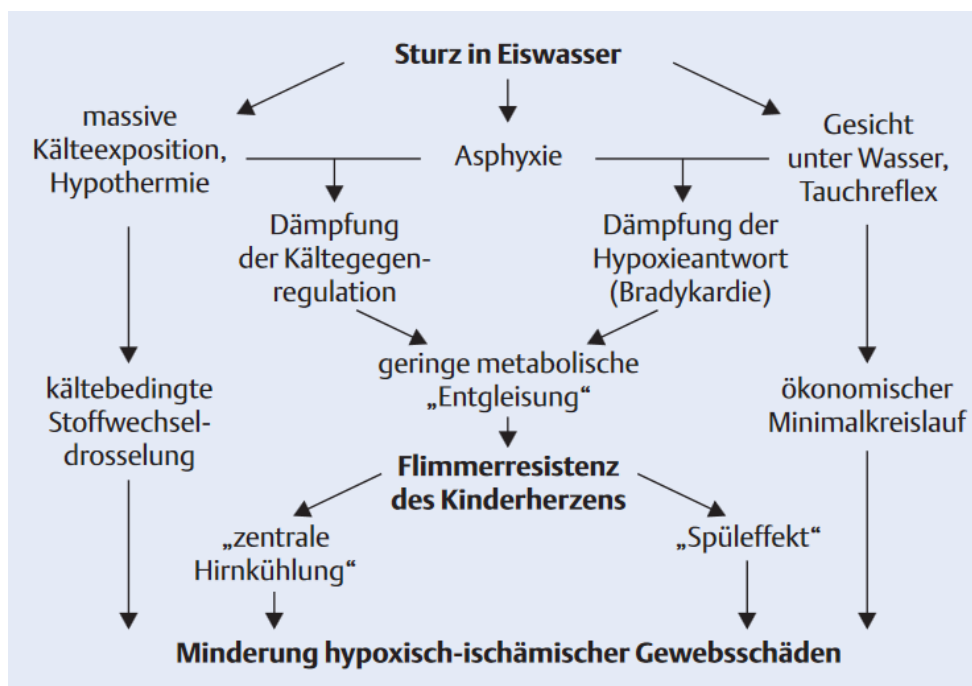 Sturz in Eiswasser
massive
Kälteexposition,
Hypothermie
Asphyxie
Gesicht
unter Wasser,
Tauchreflex
Dämpfung
der Kältegegen-
regulation
Dämpfung der
Hypoxieantwort
(Bradykardie)
geringe metabolische
„Entgleisung“
kältebedingte
Stoffwechsel-
drosselung
ökonomischer
Minimalkreislauf
Flimmerresistenz
des Kinderherzens
„zentrale
Hirnkühlung“
„Spüleffekt“
Minderung hypoxisch-ischämischer Gewebsschäden